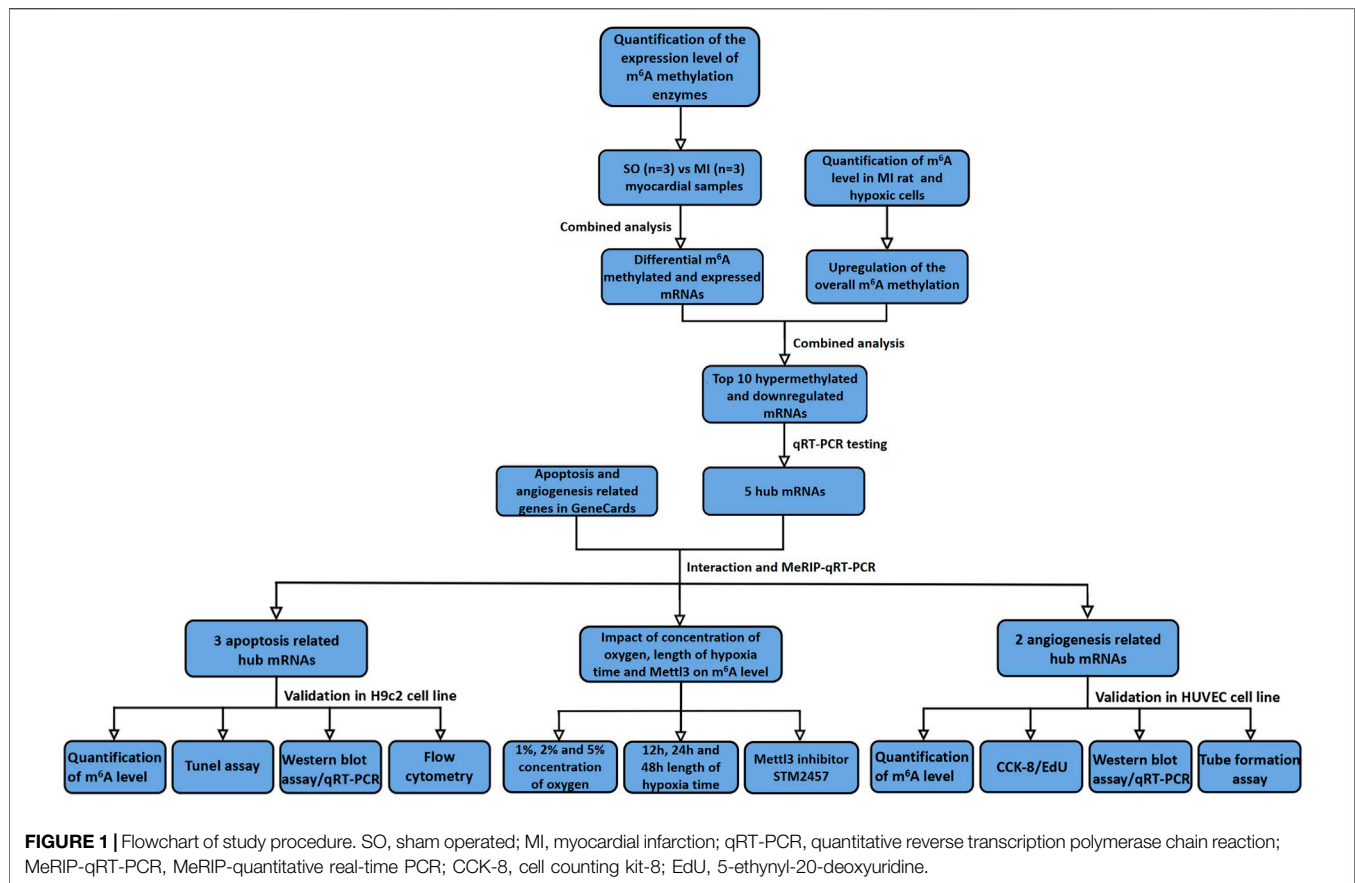 Quantification of the
expression level of
m⁶A methylation
enzymes
SO (n=3) vs MI (n=3)
myocardial samples
Quantification of m⁶A
level in MI rat and
hypoxic cells
Combined analysis
Differential m⁶A
methylated and expressed
mRNAs
Upregulation of the
overall m⁶A methylation
Combined analysis
Top 10 hypermethylated
and downregulated
mRNAs
qRT-PCR testing
Apoptosis and
angiogenesis related
genes in GeneCards
5 hub mRNAs
Interaction and MeRIP-qRT-PCR
3 apoptosis related
hub mRNAs
Impact of concentration of
oxygen, length of hypoxia
time and Mettl3 on m⁶A level
2 angiogenesis related
hub mRNAs
Validation in H9c2 cell line
Validation in HUVEC cell line
Quantification
of m⁶A level
Tunel assay
Western blot
assay/qRT-PCR
Flow
cytometry
1%, 2% and 5%
concentration
of oxygen
12h, 24h and
48h length of
hypoxia time
Mettl3 inhibitor
STM2457
Quantification
of m⁶A level
CCK-8/EdU
Western blot
assay/qRT-PCR
Tube formation
assay
FIGURE 1 | Flowchart of study procedure. SO, sham operated; MI, myocardial infarction; qRT-PCR, quantitative reverse transcription polymerase chain reaction;
MeRIP-qRT-PCR, MeRIP-quantitative real-time PCR; CCK-8, cell counting kit-8; EdU, 5-ethynyl-20-deoxyuridine.